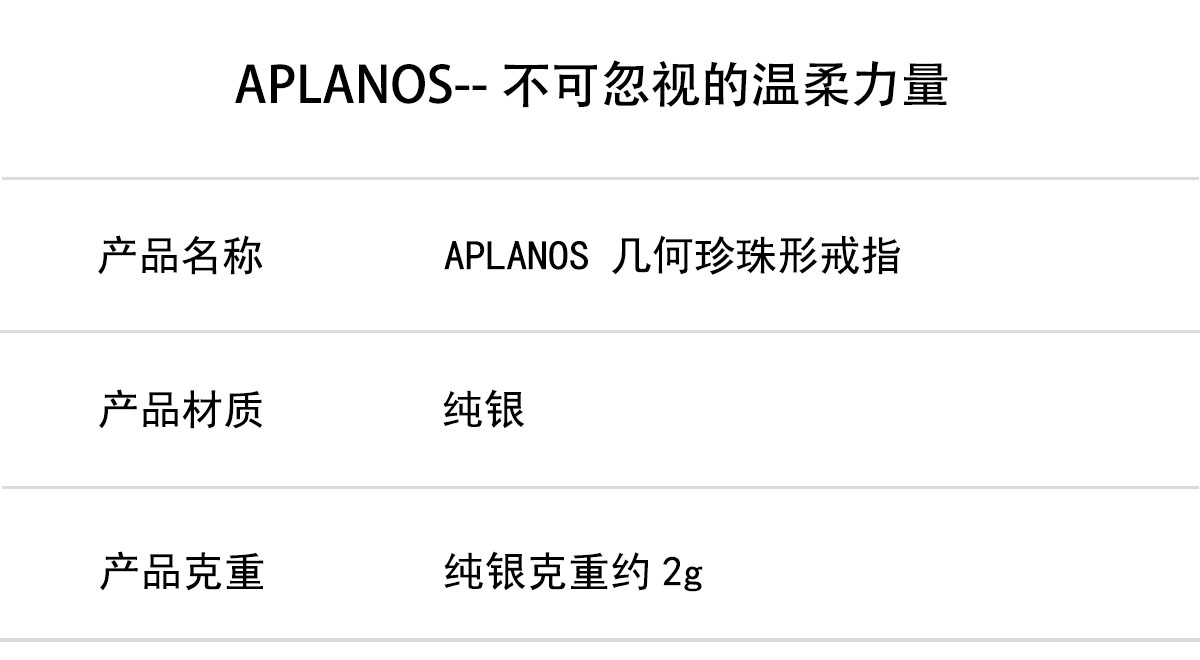 APLANOS-- 不可忽视的温柔力量
产品名称 APLANOS 几何珍珠形戒指
产品材质 纯银
产品克重 纯银克重约 2g